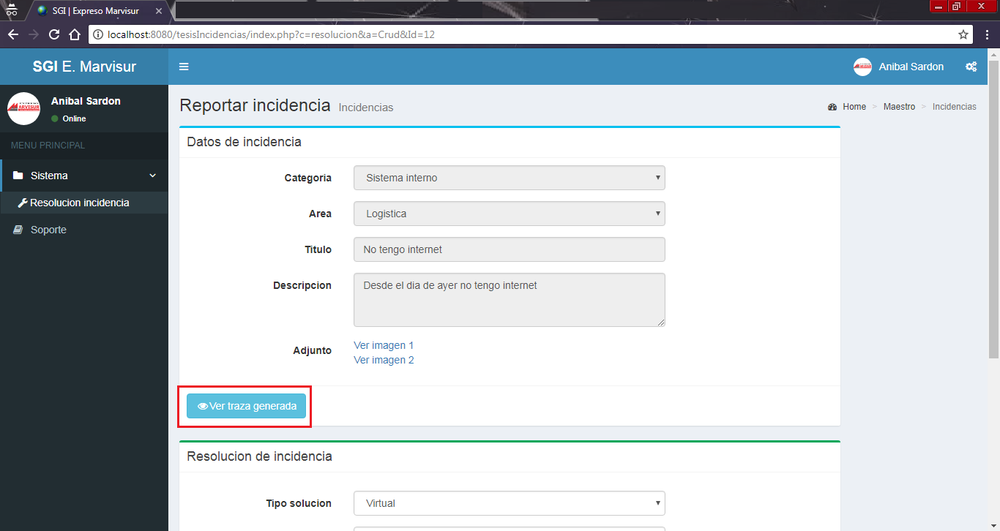 SGI | Expreso Marvisur
localhost:8080/tesisIncidencias/index.php?c=resolucion&a=Crud&Id=12
SGI E. Marvisur
Anibal Sardon
Anibal Sardon
Online
MENU PRINCIPAL
Sistema
Resolucion incidencia
Soporte
Reportar incidencia Incidencias
Home > Maestro > Incidencias
Datos de incidencia
Categoria Sistema interno
Area Logistica
Titulo No tengo internet
Descripcion Desde el dia de ayer no tengo internet
Adjunto Ver imagen 1
Ver imagen 2
Ver traza generada
Resolucion de incidencia
Tipo solucion Virtual